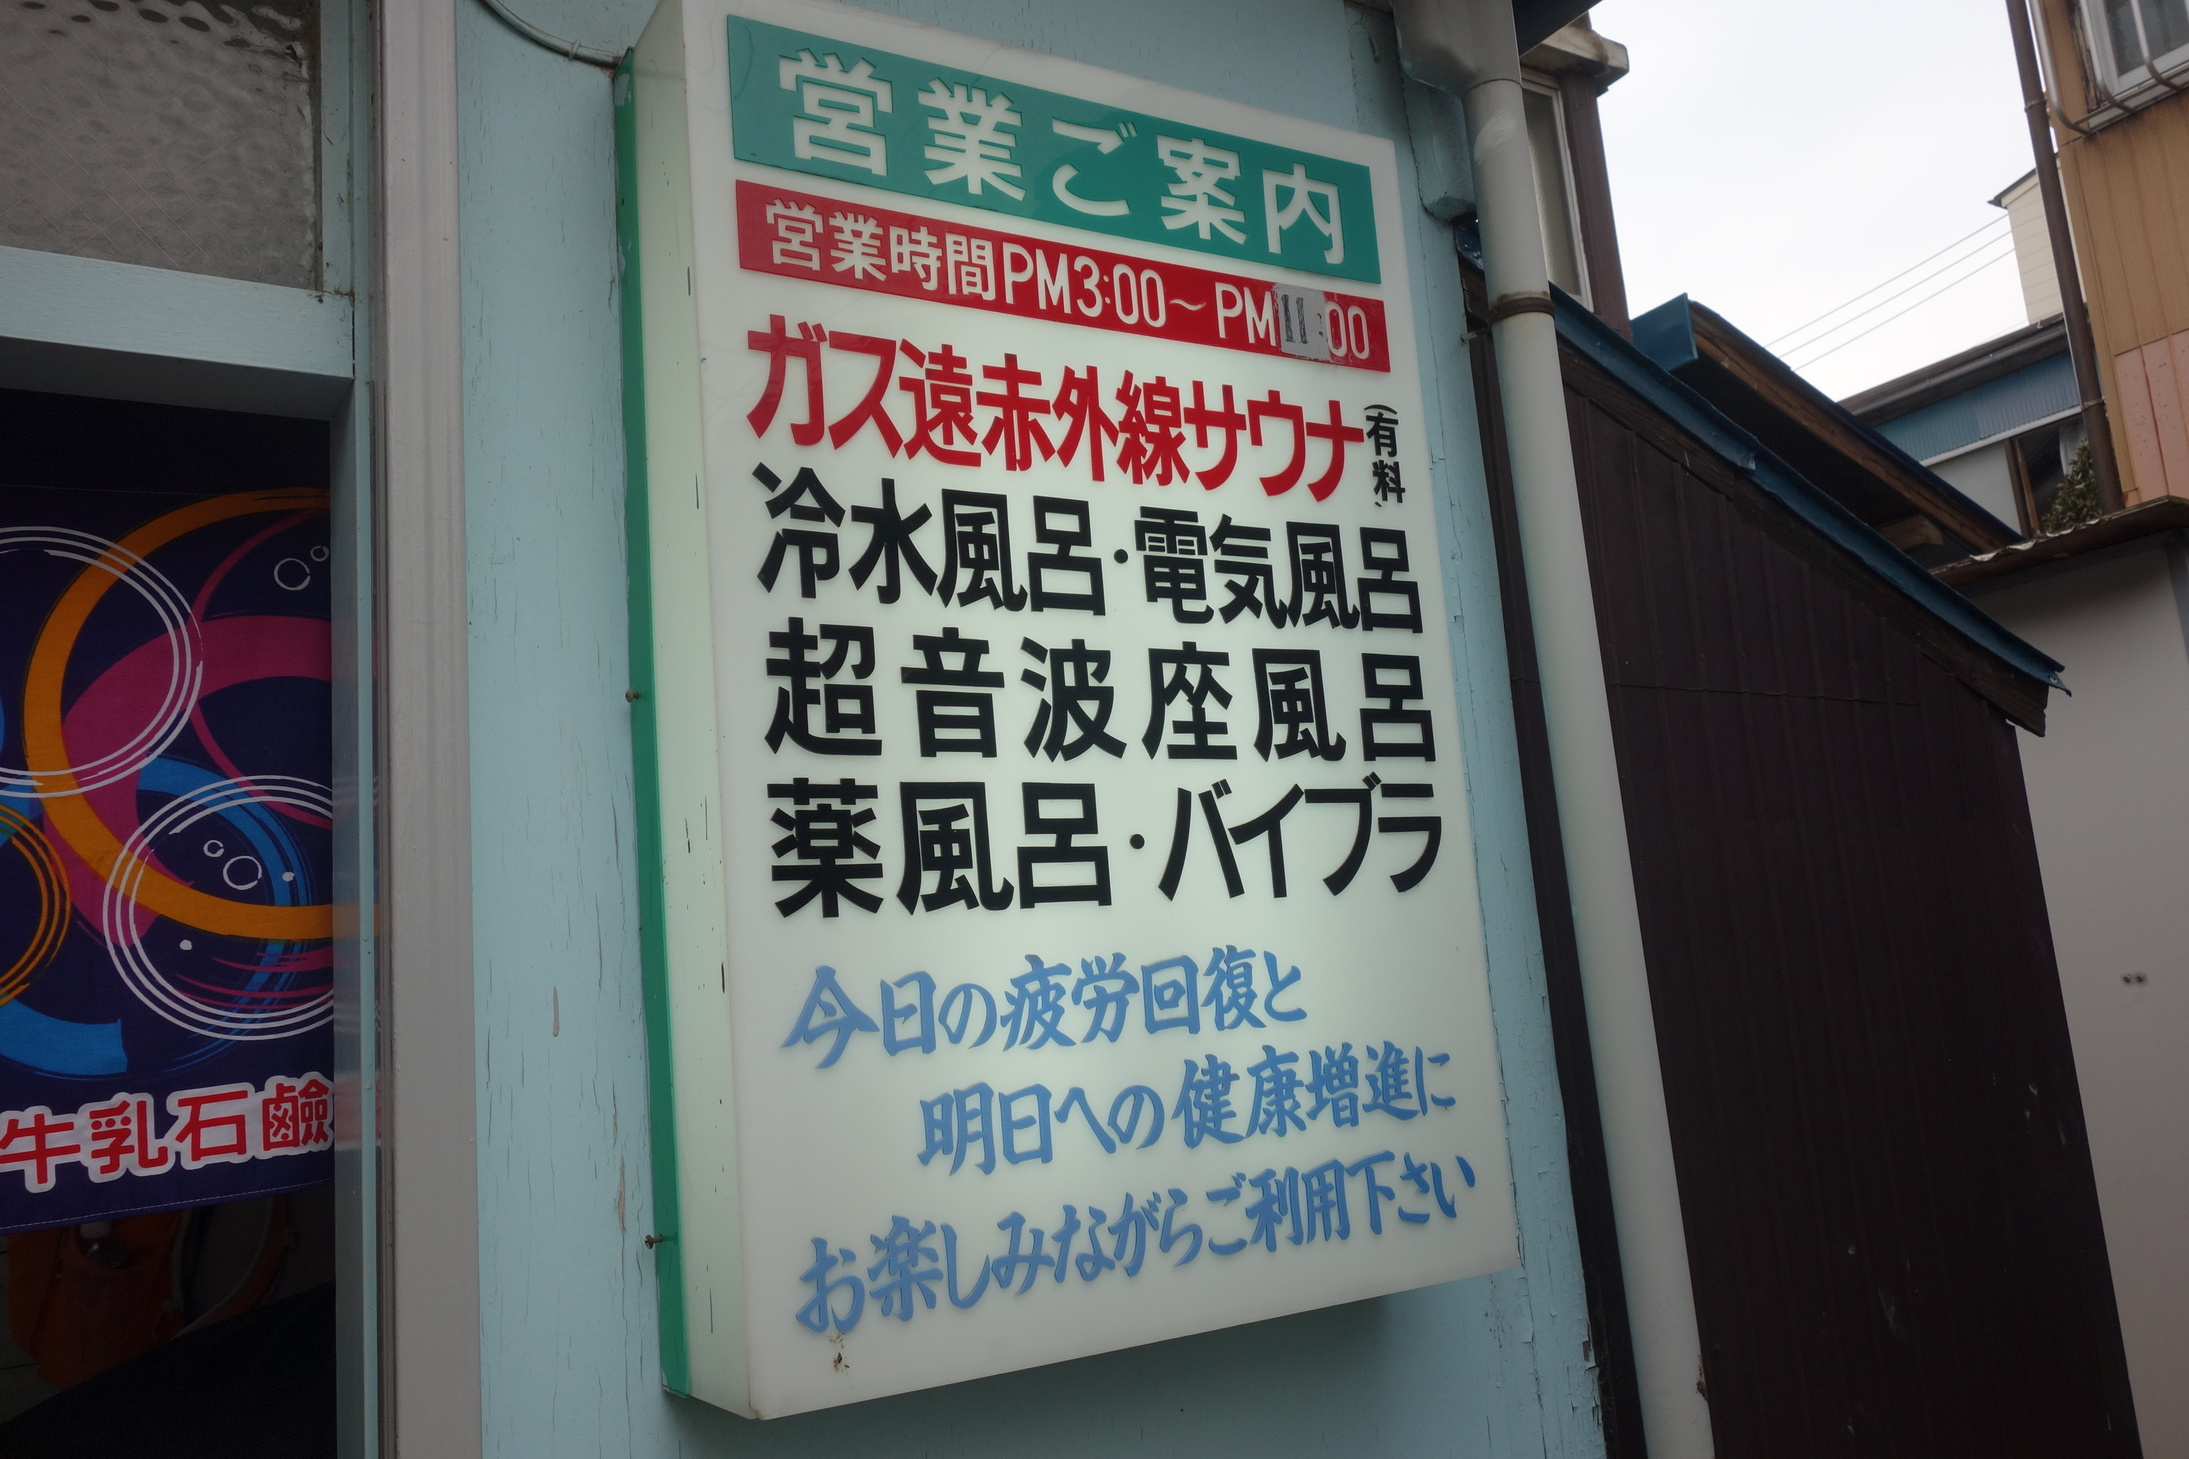 営業ご案内
営業時間PM3:00〜PM11:00
ガス遠赤外線サウナ(有料)
冷水風呂・電気風呂
超音波座風呂
薬風呂・バイブラ
今日の疲労回復と
明日への健康増進に
お楽しみながらご利用下さい
牛乳石鹼